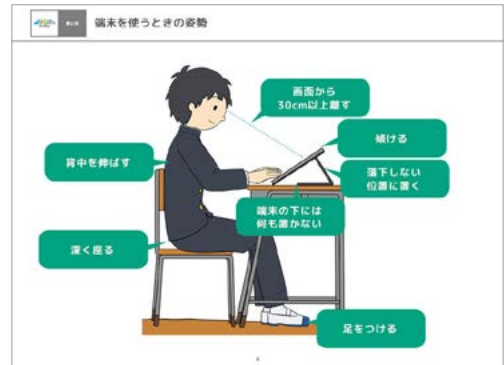 端末を使うときの姿勢
画面から
30cm以上離す
傾ける
背中を伸ばす
落下しない
位置に置く
端末の下には
何も置かない
深く座る
足をつける